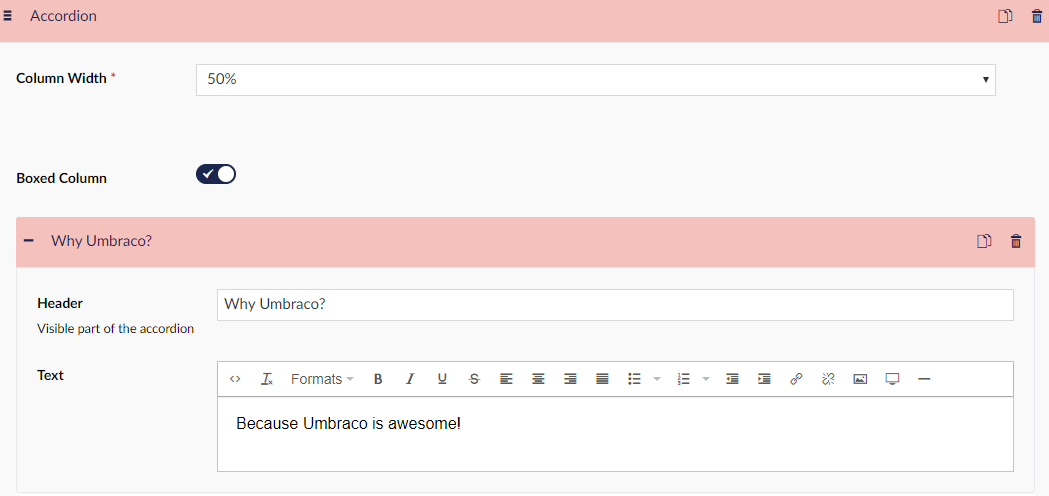 Accordion
Column Width *
50%
Boxed Column
Why Umbraco?
Header
Why Umbraco?
Visible part of the accordion
Text
Formats B I U S
Because Umbraco is awesome!